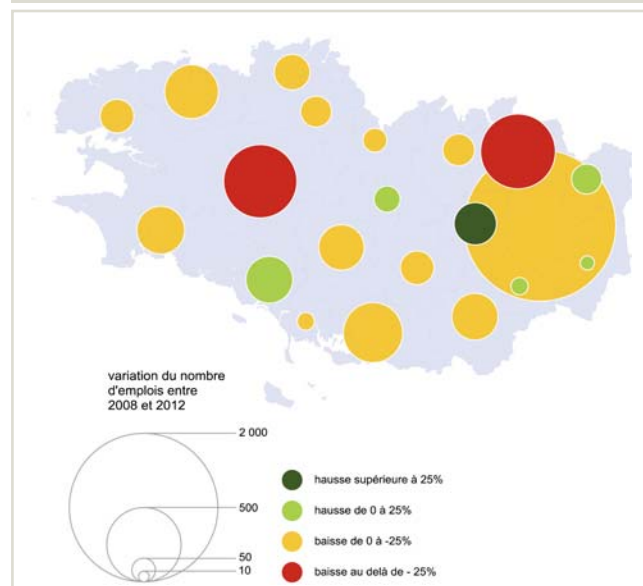 variation du nombre
d'emplois entre
2008 et 2012
2 000
500
50
10
hausse supérieure à 25%
hausse de 0 à 25%
baisse de 0 à -25%
baisse au delà de - 25%